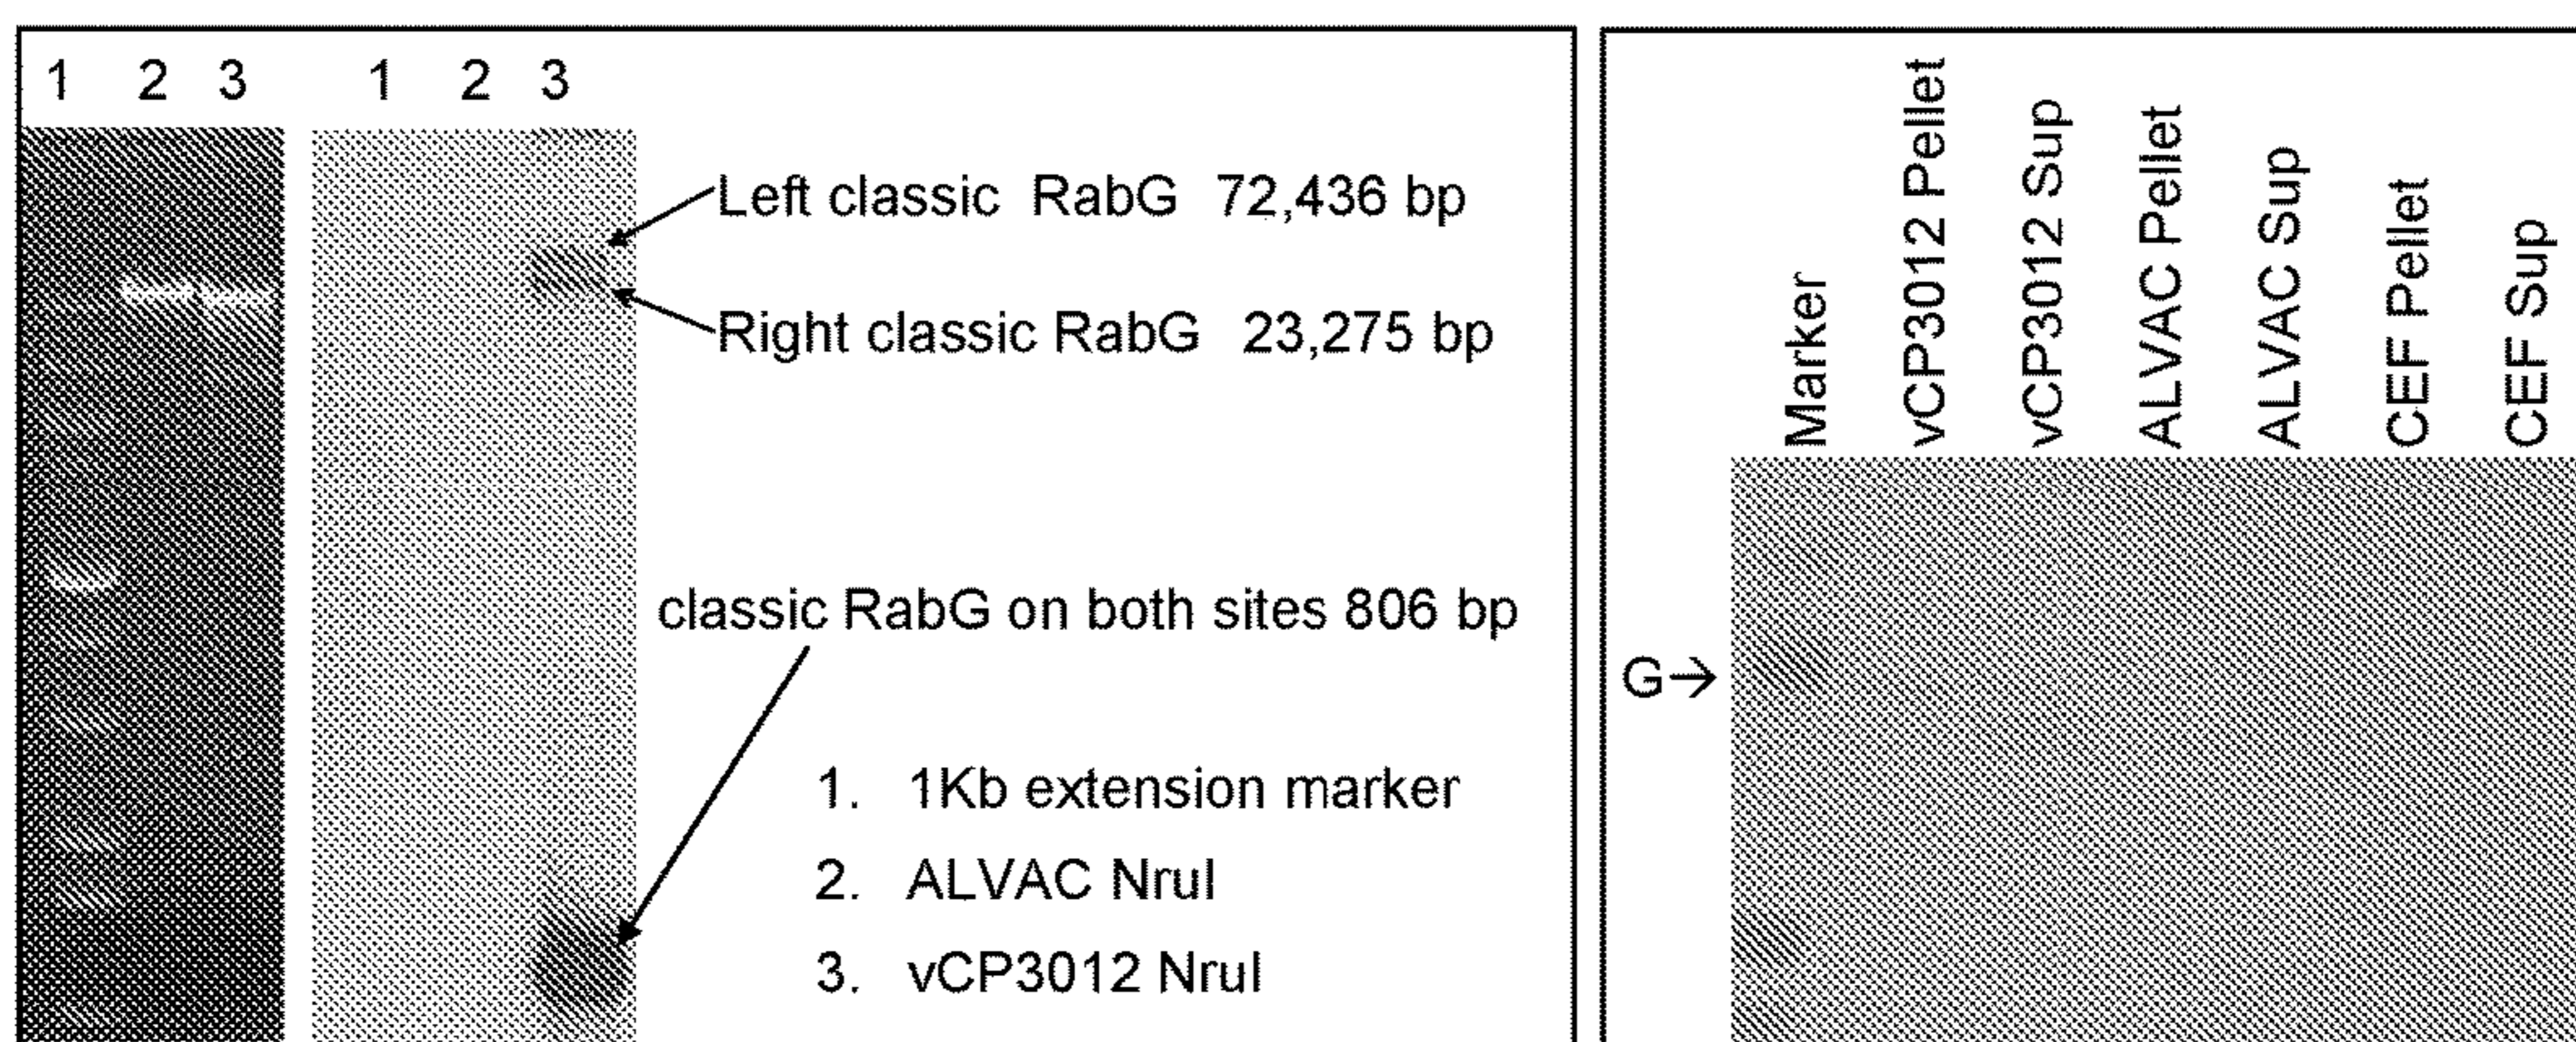 1 2 3 1 2 3
Left classic RabG 72,436 bp
Right classic RabG 23,275 bp
classic RabG on both sites 806 bp
1. 1Kb extension marker
2. ALVAC NruI
3. vCP3012 NruI
Marker
vCP3012 Pellet
vCP3012 Sup
ALVAC Pellet
ALVAC Sup
CEF Pellet
CEF Sup
G→